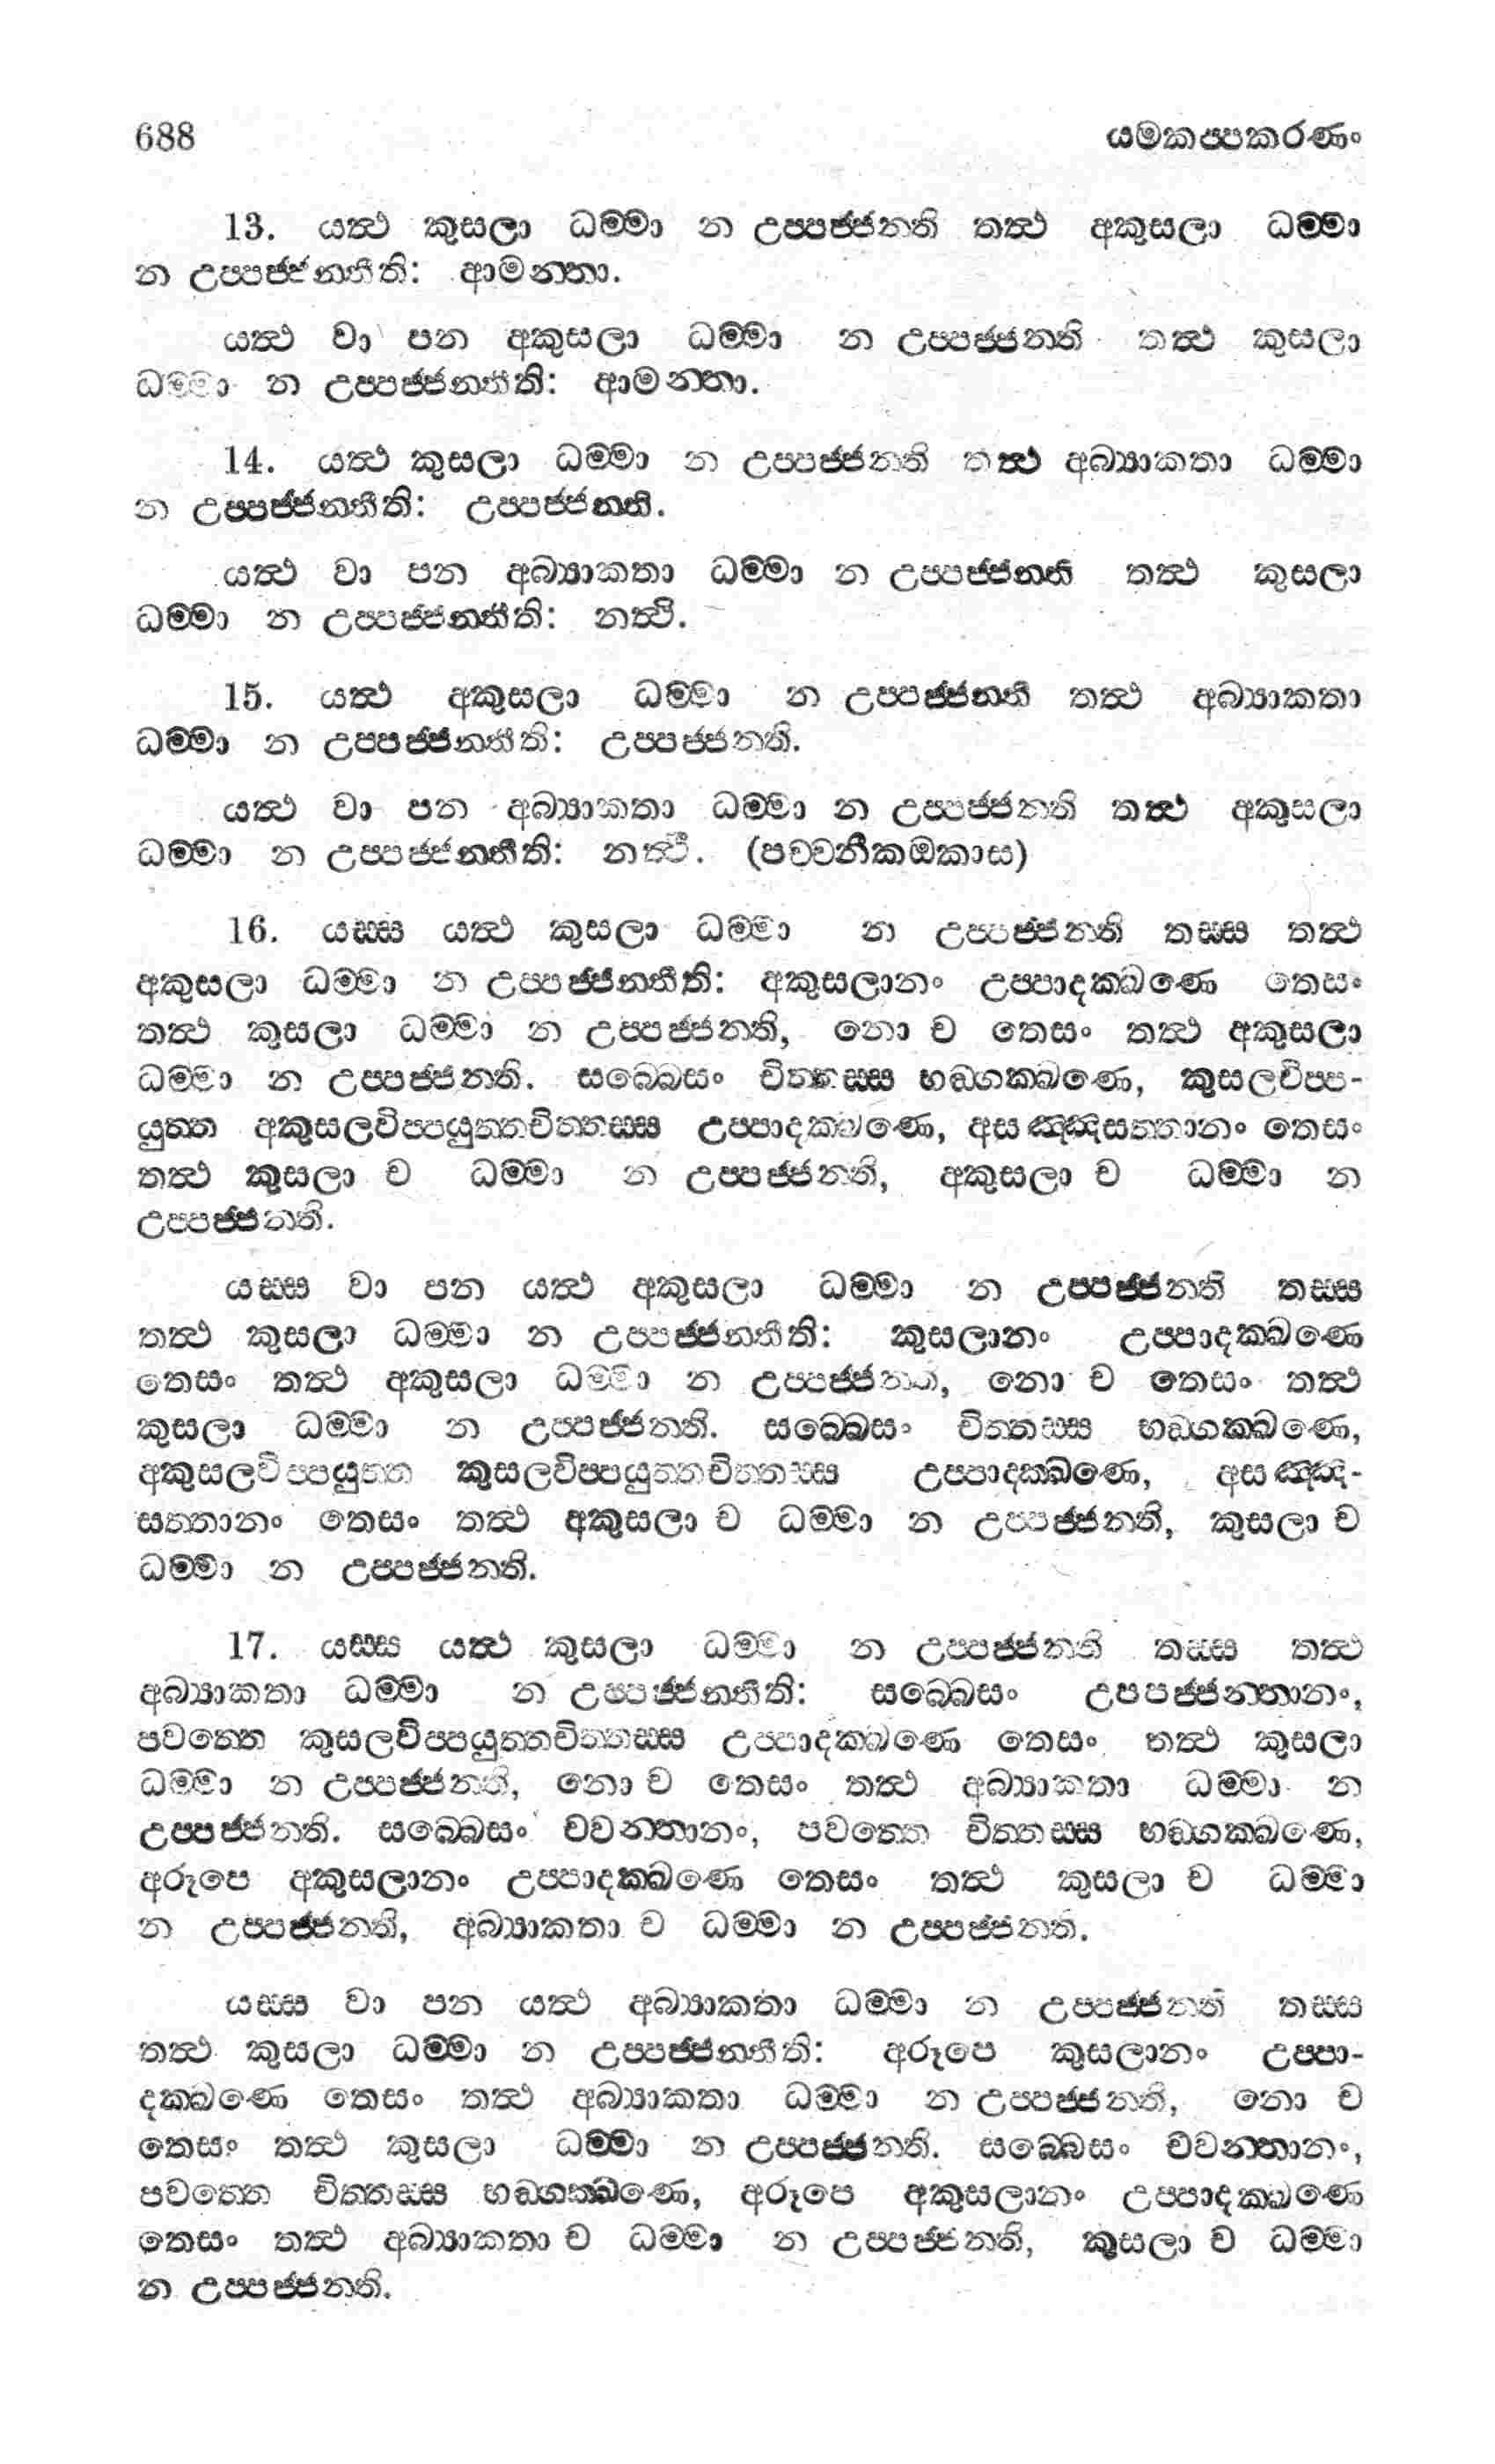 688 යමකප්පකරණං
13. යත්ථ කුසලා ධම්මා න උප්පජ්ජන්ති තත්ථ අකුසලා ධම්මා
න උප්පජ්ජන්තීති: ආමන්තා.
යත්ථ වා පන අකුසලා ධම්මා න උප්පජ්ජන්ති තත්ථ කුසලා
ධම්මා න උප්පජ්ජන්තීති: ආමන්තා.
14. යත්ථ කුසලා ධම්මා න උප්පජ්ජන්ති තත්ථ අබ්‍යාකතා ධම්මා
න උප්පජ්ජන්තීති: උප්පජ්ජන්ති.
යත්ථ වා පන අබ්‍යාකතා ධම්මා න උප්පජ්ජන්ති තත්ථ කුසලා
ධම්මා න උප්පජ්ජන්තීති: නත්ථි.
15. යත්ථ අකුසලා ධම්මා න උප්පජ්ජන්ති තත්ථ අබ්‍යාකතා
ධම්මා න උප්පජ්ජන්තීති: උප්පජ්ජන්ති.
යත්ථ වා පන අබ්‍යාකතා ධම්මා න උප්පජ්ජන්ති තත්ථ අකුසලා
ධම්මා න උප්පජ්ජන්තීති: නත්ථි. (පච්චනීකඔකාස)
16. යස්ස යත්ථ කුසලා ධම්මා න උප්පජ්ජන්ති තස්ස තත්ථ
අකුසලා ධම්මා න උප්පජ්ජන්තීති: අකුසලානං උප්පාදක්ඛණෙ තෙසං
තත්ථ කුසලා ධම්මා න උප්පජ්ජන්ති, නො ච තෙසං තත්ථ අකුසලා
ධම්මා න උප්පජ්ජන්ති. සබ්බෙසං චිත්තස්ස භඞ්ගක්ඛණෙ, කුසලවිප්ප-
යුත්ත අකුසලවිප්පයුත්තචිත්තස්ස උප්පාදක්ඛණෙ, අසඤ්ඤසත්තානං තෙසං
තත්ථ කුසලා ච ධම්මා න උප්පජ්ජන්ති, අකුසලා ච ධම්මා න
උප්පජ්ජන්ති.
යස්ස වා පන යත්ථ අකුසලා ධම්මා න උප්පජ්ජන්ති තස්ස
තත්ථ කුසලා ධම්මා න උප්පජ්ජන්තීති: කුසලානං උප්පාදක්ඛණෙ
තෙසං තත්ථ අකුසලා ධම්මා න උප්පජ්ජන්ති, නො ච තෙසං තත්ථ
කුසලා ධම්මා න උප්පජ්ජන්ති. සබ්බෙසං චිත්තස්ස භඞ්ගක්ඛණෙ,
අකුසලවිප්පයුත්ත කුසලවිප්පයුත්තචිත්තස්ස උප්පාදක්ඛණෙ, අසඤ්ඤ-
සත්තානං තෙසං තත්ථ අකුසලා ච ධම්මා න උප්පජ්ජන්ති, කුසලා ච
ධම්මා න උප්පජ්ජන්ති.
17. යස්ස යත්ථ කුසලා ධම්මා න උප්පජ්ජන්ති තස්ස තත්ථ
අබ්‍යාකතා ධම්මා න උප්පජ්ජන්තීති: සබ්බෙසං උපපජ්ජන්තානං,
පවත්තෙ කුසලවිප්පයුත්තචිත්තස්ස උප්පාදක්ඛණෙ තෙසං තත්ථ කුසලා
ධම්මා න උප්පජ්ජන්ති, නො ච තෙසං තත්ථ අබ්‍යාකතා ධම්මා න
උප්පජ්ජන්ති. සබ්බෙසං චවන්තානං, පවත්තෙ චිත්තස්ස භඞ්ගක්ඛණෙ,
අරූපෙ අකුසලානං උප්පාදක්ඛණෙ තෙසං තත්ථ කුසලා ච ධම්මා
න උප්පජ්ජන්ති, අබ්‍යාකතා ච ධම්මා න උප්පජ්ජන්ති.
යස්ස වා පන යත්ථ අබ්‍යාකතා ධම්මා න උප්පජ්ජන්ති තස්ස
තත්ථ කුසලා ධම්මා න උප්පජ්ජන්තීති: අරූපෙ කුසලානං උප්පා-
දක්ඛණෙ තෙසං තත්ථ අබ්‍යාකතා ධම්මා න උප්පජ්ජන්ති, නො ච
තෙසං තත්ථ කුසලා ධම්මා න උප්පජ්ජන්ති. සබ්බෙසං චවන්තානං,
පවත්තෙ චිත්තස්ස භඞ්ගක්ඛණෙ, අරූපෙ අකුසලානං උප්පාදක්ඛණෙ
තෙසං තත්ථ අබ්‍යාකතා ච ධම්මා න උප්පජ්ජන්ති, කුසලා ච ධම්මා
න උප්පජ්ජන්ති.